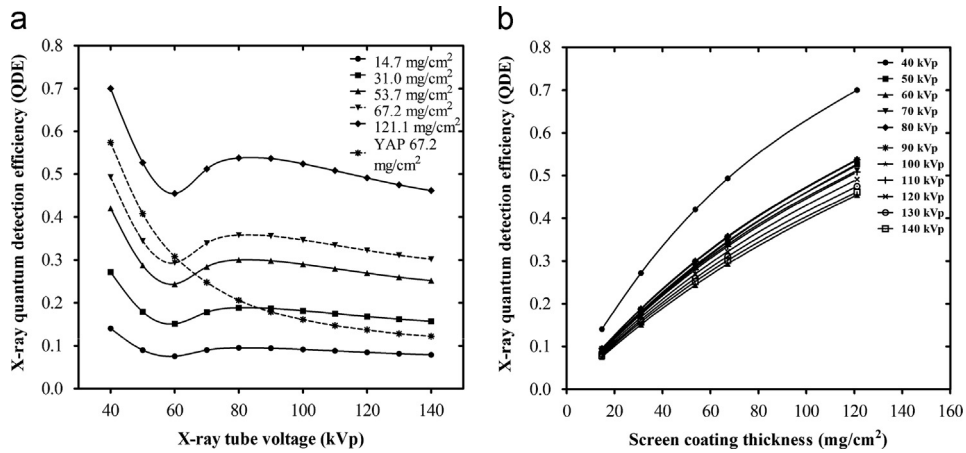 a
X-ray quantum detection efficiency (QDE)
0.8
0.7
0.6
0.5
0.4
0.3
0.2
0.1
0.0
40
60
80
100
120
140
X-ray tube voltage (kVp)
14.7 mg/cm²
31.0 mg/cm²
53.7 mg/cm²
67.2 mg/cm²
121.1 mg/cm²
YAP 67.2
mg/cm²
b
X-ray quantum detection efficiency (QDE)
0.8
0.7
0.6
0.5
0.4
0.3
0.2
0.1
0.0
0
20
40
60
80
100
120
140
160
Screen coating thickness (mg/cm²)
40 kVp
50 kVp
60 kVp
70 kVp
80 kVp
90 kVp
100 kVp
110 kVp
120 kVp
130 kVp
140 kVp